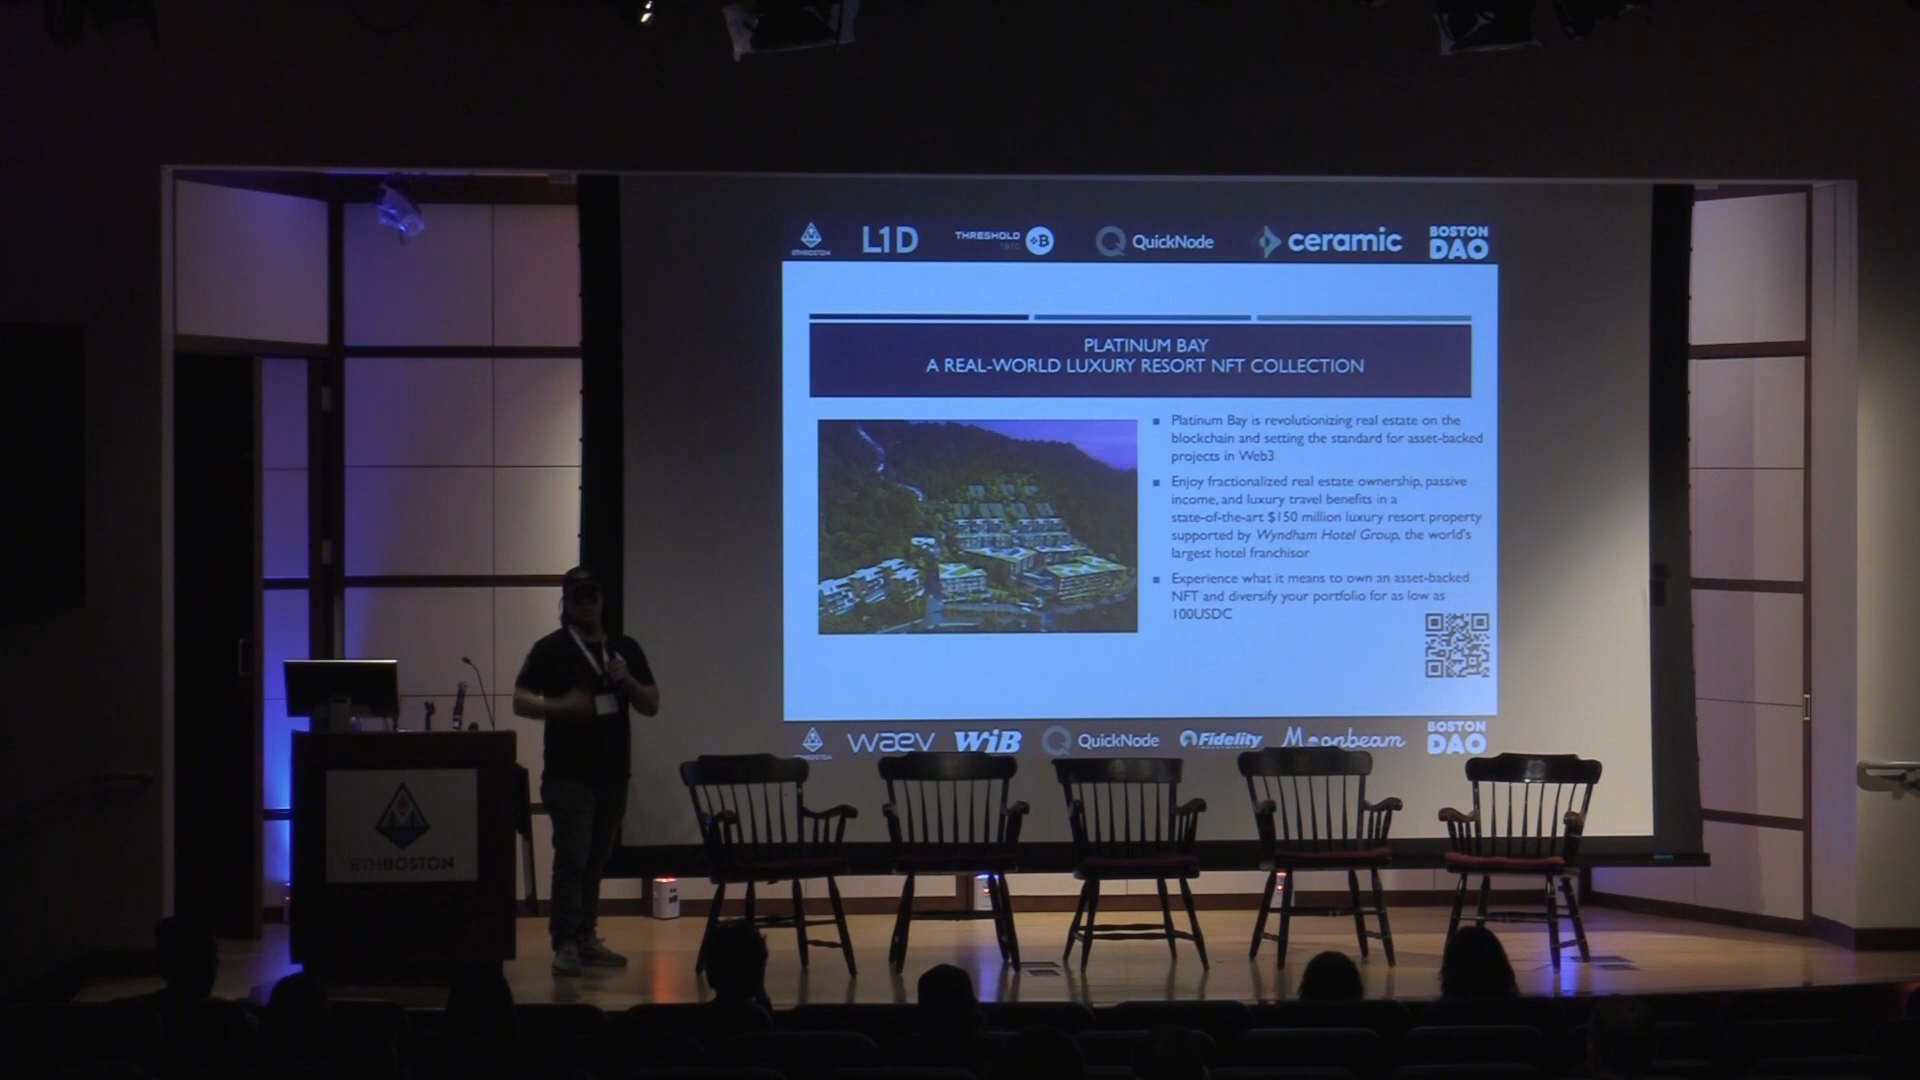 ETHBOSTON
L1D
THRESHOLD
QuickNode
ceramic
BOSTON
DAO
PLATINUM BAY
A REAL-WORLD LUXURY RESORT NFT COLLECTION
Platinum Bay is revolutionizing real estate on the
blockchain and setting the standard for asset-backed
projects in Web3
Enjoy fractionalized real estate ownership, passive
income, and luxury travel benefits in a
state-of-the-art $150 million luxury resort property
supported by Wyndham Hotel Group, the world's
largest hotel franchisor
Experience what it means to own an asset-backed
NFT and diversify your portfolio for as low as
100USDC
waev
WiB
QuickNode
Fidelity
Moonbeam
BOSTON
DAO
ETHBOSTON